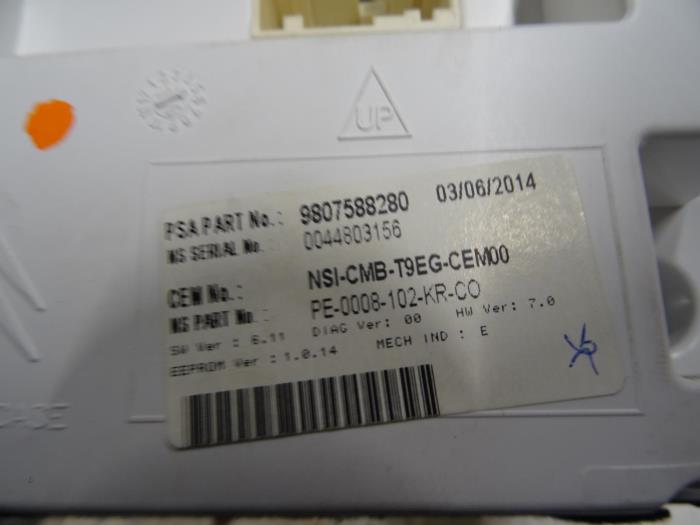 UP
PSA PART No.: 9807588280 03/06/2014
NS SERIAL No. 0044803156
CEM No.: NSI-CMB-T9EG-CEM00
NS PART No.: PE-0008-102-KR-CO
SW Ver : 6.11 DIAG Ver: 00 HW Ver: 7.0
EEPROM Ver : 1.0.14 MECH IND : E
CASE